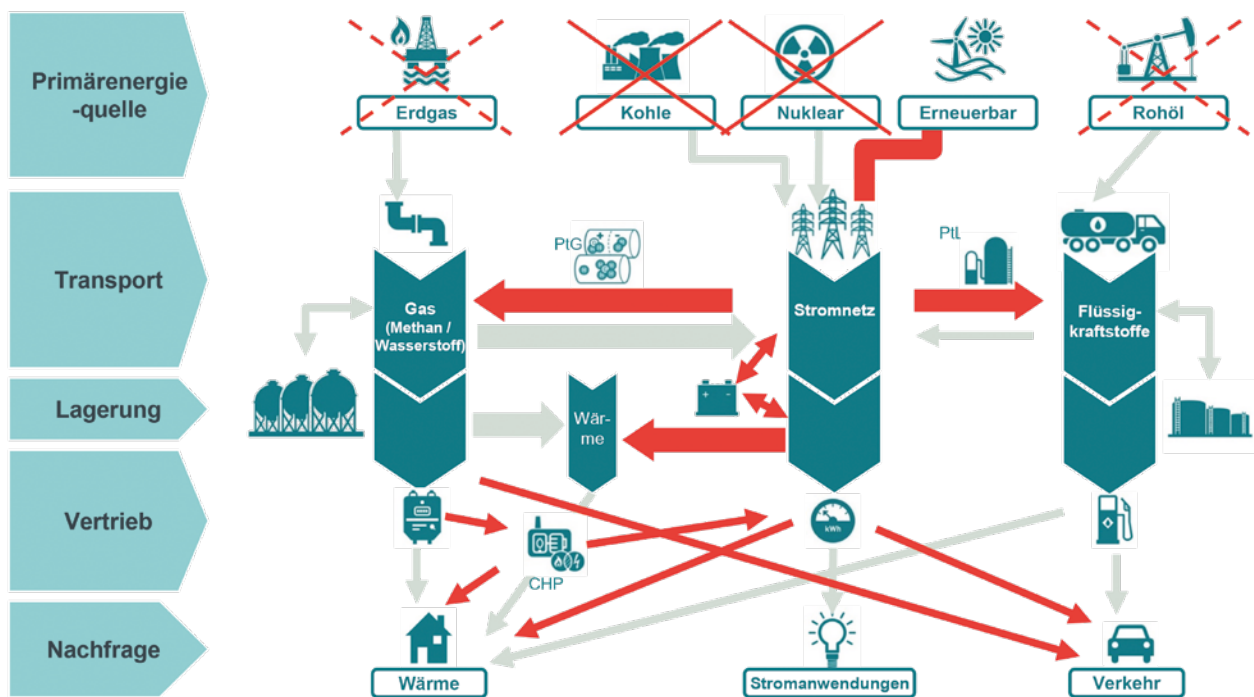 Primärenergie
-quelle
Erdgas
Kohle
Nuklear
Erneuerbar
Rohöl
Transport
PtG
PtL
Gas
(Methan /
Wasserstoff)
Stromnetz
Flüssig-
kraftstoffe
Lagerung
+ -
Wär-
me
Vertrieb
kWh
CHP
Nachfrage
Wärme
Stromanwendungen
Verkehr